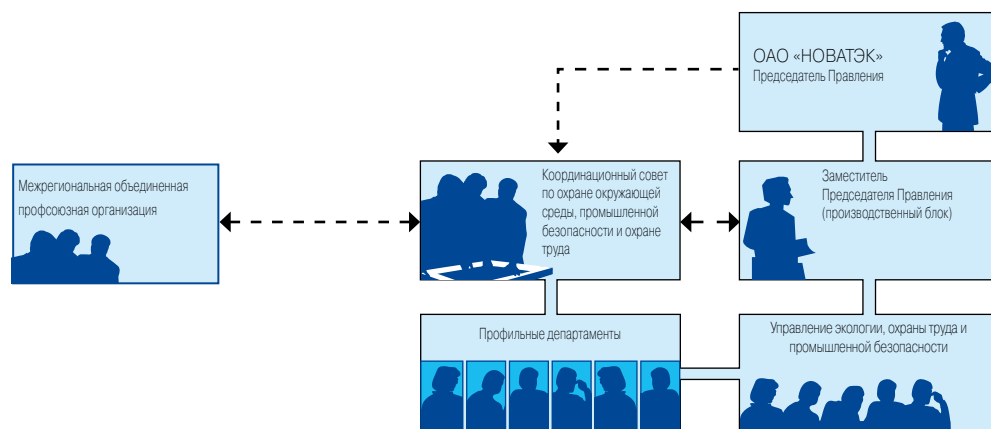 ОАО «НОВАТЭК»
Председатель Правления
Межрегиональная объединенная
профсоюзная организация
Координационный совет
по охране окружающей
среды, промышленной
безопасности и охране
труда
Заместитель
Председателя Правления
(производственный блок)
Профильные департаменты
Управление экологии, охраны труда и
промышленной безопасности